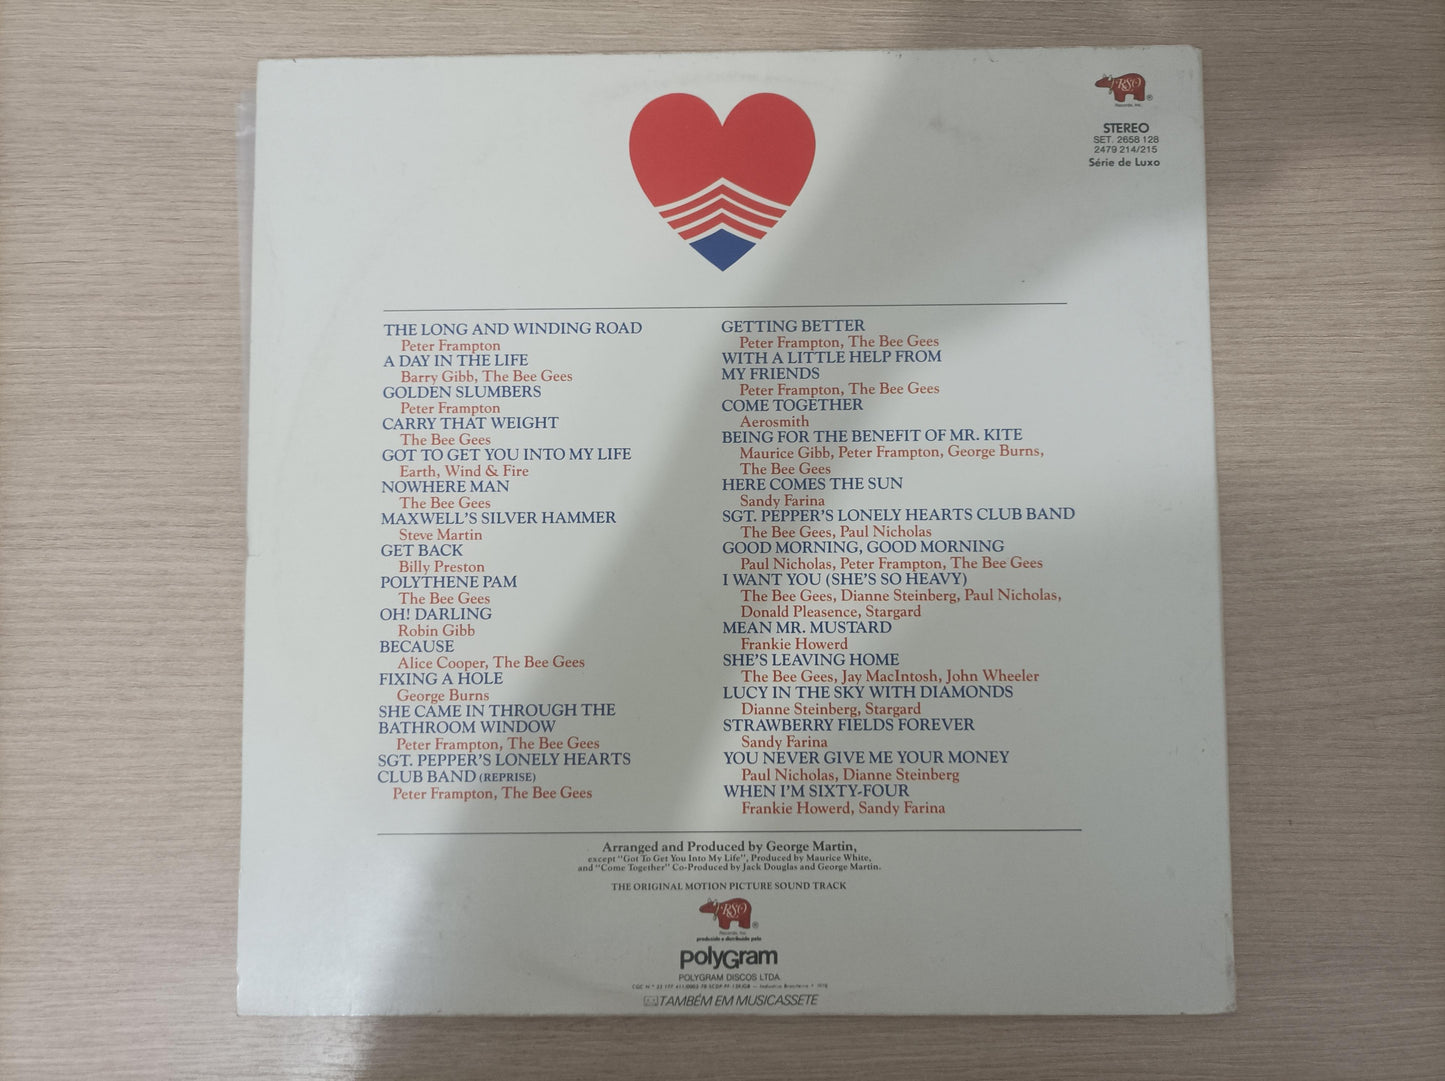 RSO
®
Records, Inc.
STEREO
SET. 2658 128
2479 214/215
Série de Luxo
THE LONG AND WINDING ROAD
Peter Frampton
A DAY IN THE LIFE
Barry Gibb, The Bee Gees
GOLDEN SLUMBERS
Peter Frampton
CARRY THAT WEIGHT
The Bee Gees
GOT TO GET YOU INTO MY LIFE
Earth, Wind & Fire
NOWHERE MAN
The Bee Gees
MAXWELL'S SILVER HAMMER
Steve Martin
GET BACK
Billy Preston
POLYTHENE PAM
The Bee Gees
OH! DARLING
Robin Gibb
BECAUSE
Alice Cooper, The Bee Gees
FIXING A HOLE
George Burns
SHE CAME IN THROUGH THE
BATHROOM WINDOW
Peter Frampton, The Bee Gees
SGT. PEPPER'S LONELY HEARTS
CLUB BAND (REPRISE)
Peter Frampton, The Bee Gees
GETTING BETTER
Peter Frampton, The Bee Gees
WITH A LITTLE HELP FROM
MY FRIENDS
Peter Frampton, The Bee Gees
COME TOGETHER
Aerosmith
BEING FOR THE BENEFIT OF MR. KITE
Maurice Gibb, Peter Frampton, George Burns,
The Bee Gees
HERE COMES THE SUN
Sandy Farina
SGT. PEPPER'S LONELY HEARTS CLUB BAND
The Bee Gees, Paul Nicholas
GOOD MORNING, GOOD MORNING
Paul Nicholas, Peter Frampton, The Bee Gees
I WANT YOU (SHE'S SO HEAVY)
The Bee Gees, Dianne Steinberg, Paul Nicholas,
Donald Pleasence, Stargard
MEAN MR. MUSTARD
Frankie Howerd
SHE'S LEAVING HOME
The Bee Gees, Jay MacIntosh, John Wheeler
LUCY IN THE SKY WITH DIAMONDS
Dianne Steinberg, Stargard
STRAWBERRY FIELDS FOREVER
Sandy Farina
YOU NEVER GIVE ME YOUR MONEY
Paul Nicholas, Dianne Steinberg
WHEN I'M SIXTY-FOUR
Frankie Howerd, Sandy Farina
Arranged and Produced by George Martin,
except "Got To Get You Into My Life", Produced by Maurice White,
and "Come Together" Co-Produced by Jack Douglas and George Martin.
THE ORIGINAL MOTION PICTURE SOUND TRACK
RSO
®
Records, Inc.
produzido e distribuído pela
polyGram
POLYGRAM DISCOS LTDA.
Indústria Brasileira
TAMBÉM EM MUSICASSETE